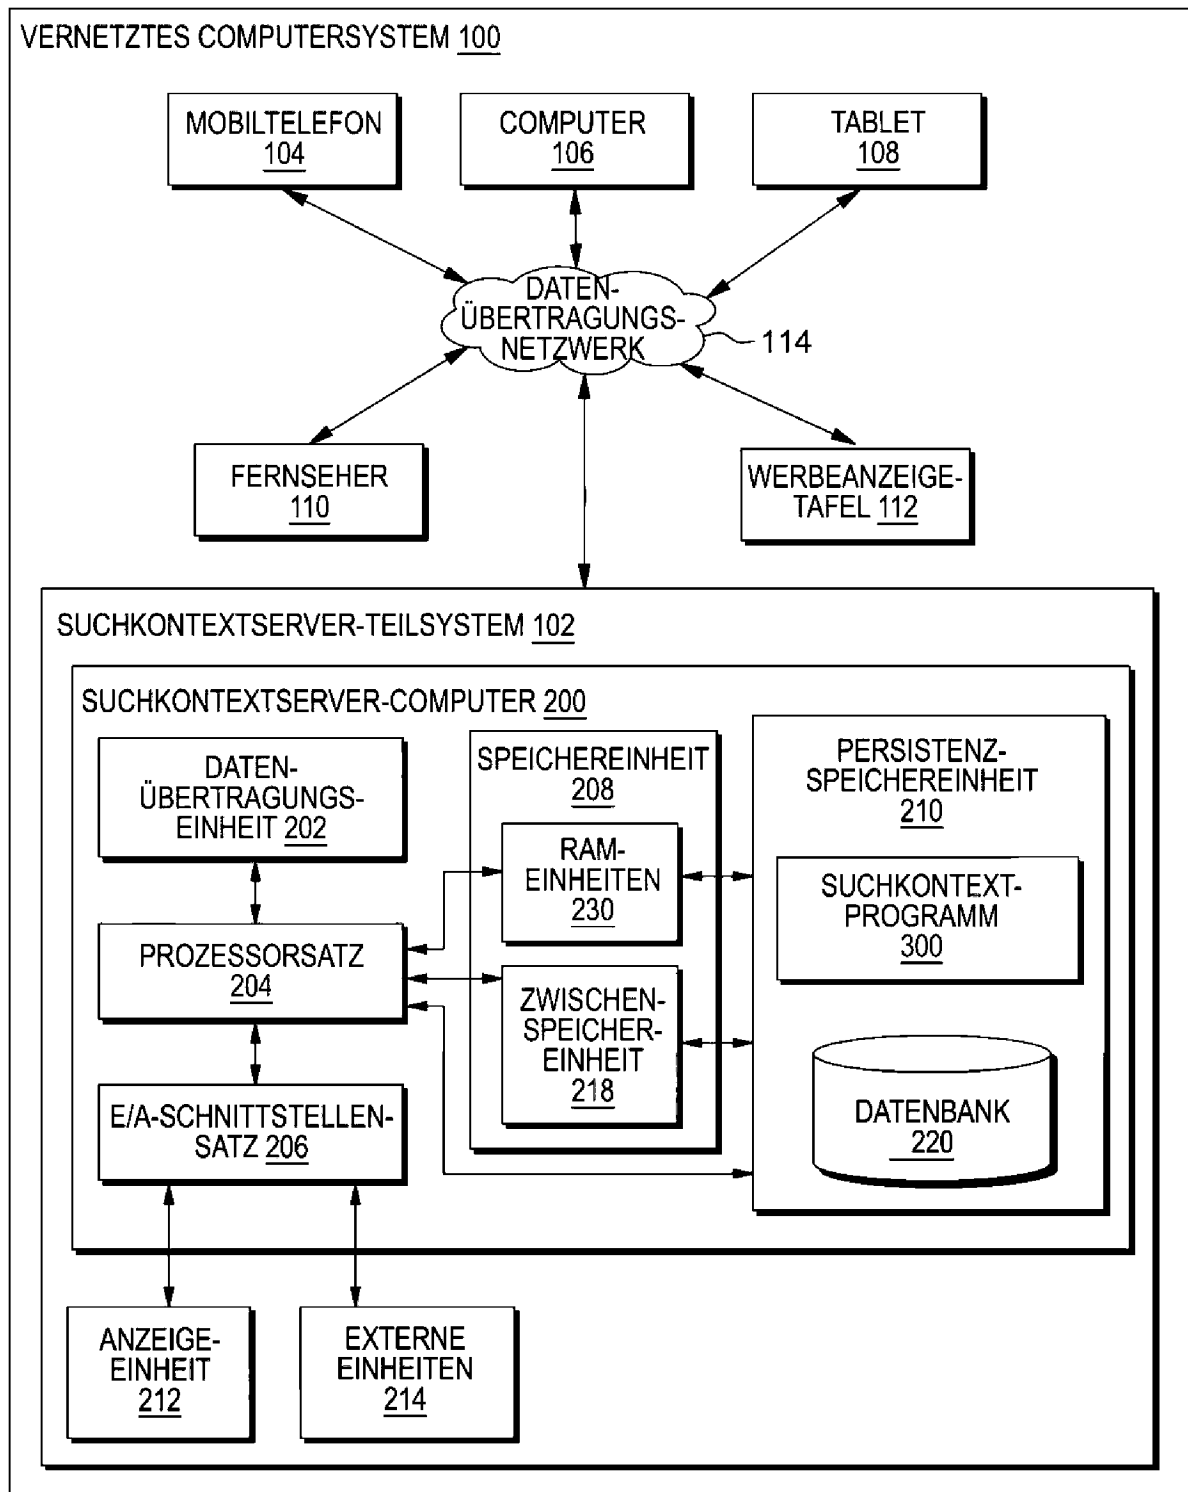 VERNETZTES COMPUTERSYSTEM 100
MOBILTELEFON
104
COMPUTER
106
TABLET
108
DATEN-
ÜBERTRAGUNGS-
NETZWERK
114
FERNSEHER
110
WERBEANZEIGE-
TAFEL 112
SUCHKONTEXTSERVER-TEILSYSTEM 102
SUCHKONTEXTSERVER-COMPUTER 200
DATEN-
ÜBERTRAGUNGS-
EINHEIT 202
PROZESSORSATZ
204
E/A-SCHNITTSTELLEN-
SATZ 206
SPEICHEREINHEIT
208
RAM-
EINHEITEN
230
ZWISCHEN-
SPEICHER-
EINHEIT
218
PERSISTENZ-
SPEICHEREINHEIT
210
SUCHKONTEXT-
PROGRAMM
300
DATENBANK
220
ANZEIGE-
EINHEIT
212
EXTERNE
EINHEITEN
214